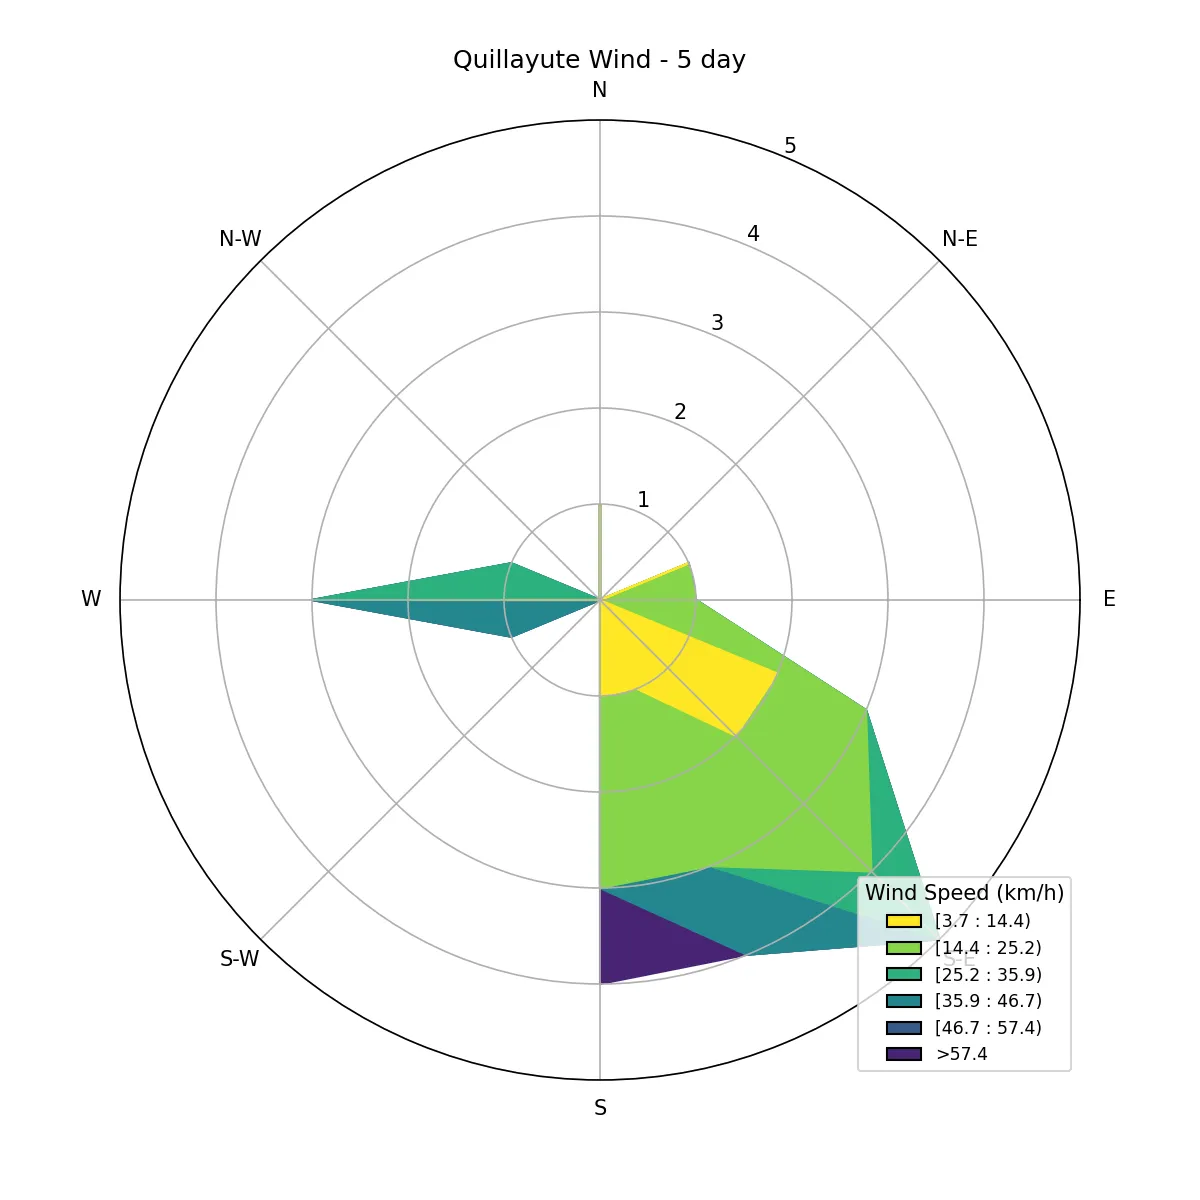 Quillayute Wind - 5 day
N
5
N-W
4
N-E
3
2
1
W
E
Wind Speed (km/h)
[3.7 : 14.4)
[14.4 : 25.2)
S-W
S-E
[25.2 : 35.9)
[35.9 : 46.7)
[46.7 : 57.4)
>57.4
S